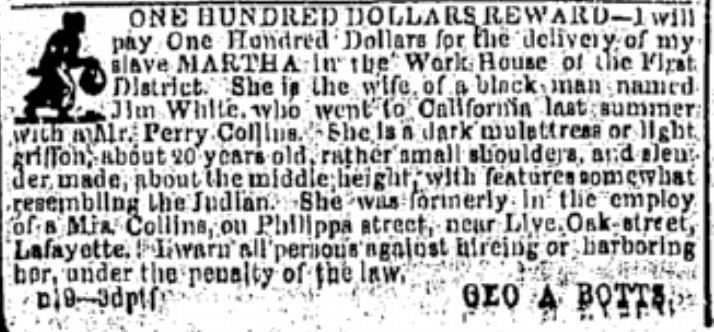 ONE HUNDRED DOLLARS REWARD—I will
pay One Hundred Dollars for the delivery of my
slave MARTHA in the Work House of the First
District. She is the wife of a black man named
Jim White, who went to California last summer
with a Mr. Perry Collins. She is a dark mulattress or light
griffon, about 20 years old, rather small shoulders, and slen-
der made, about the middle height, with features somewhat
resembling the Indian. She was formerly in the employ
of a Mrs. Collins, on Philippa street, near Live Oak street,
Lafayette. I warn all persons against hireing or harboring
her, under the penalty of the law.
n19—3dptf GEO A BOTTS.